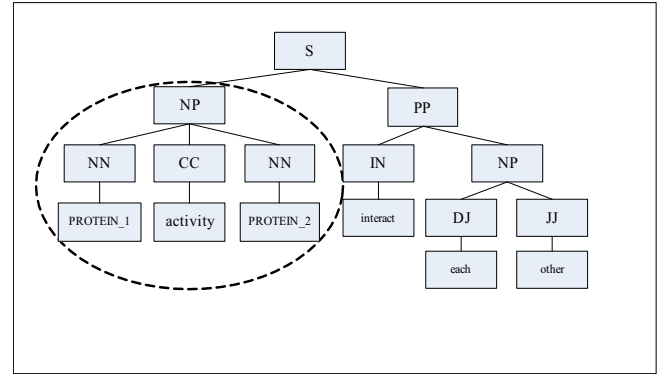 S
NP PP
NN CC NN IN NP
PROTEIN_1 activity PROTEIN_2 interact DJ JJ
each other